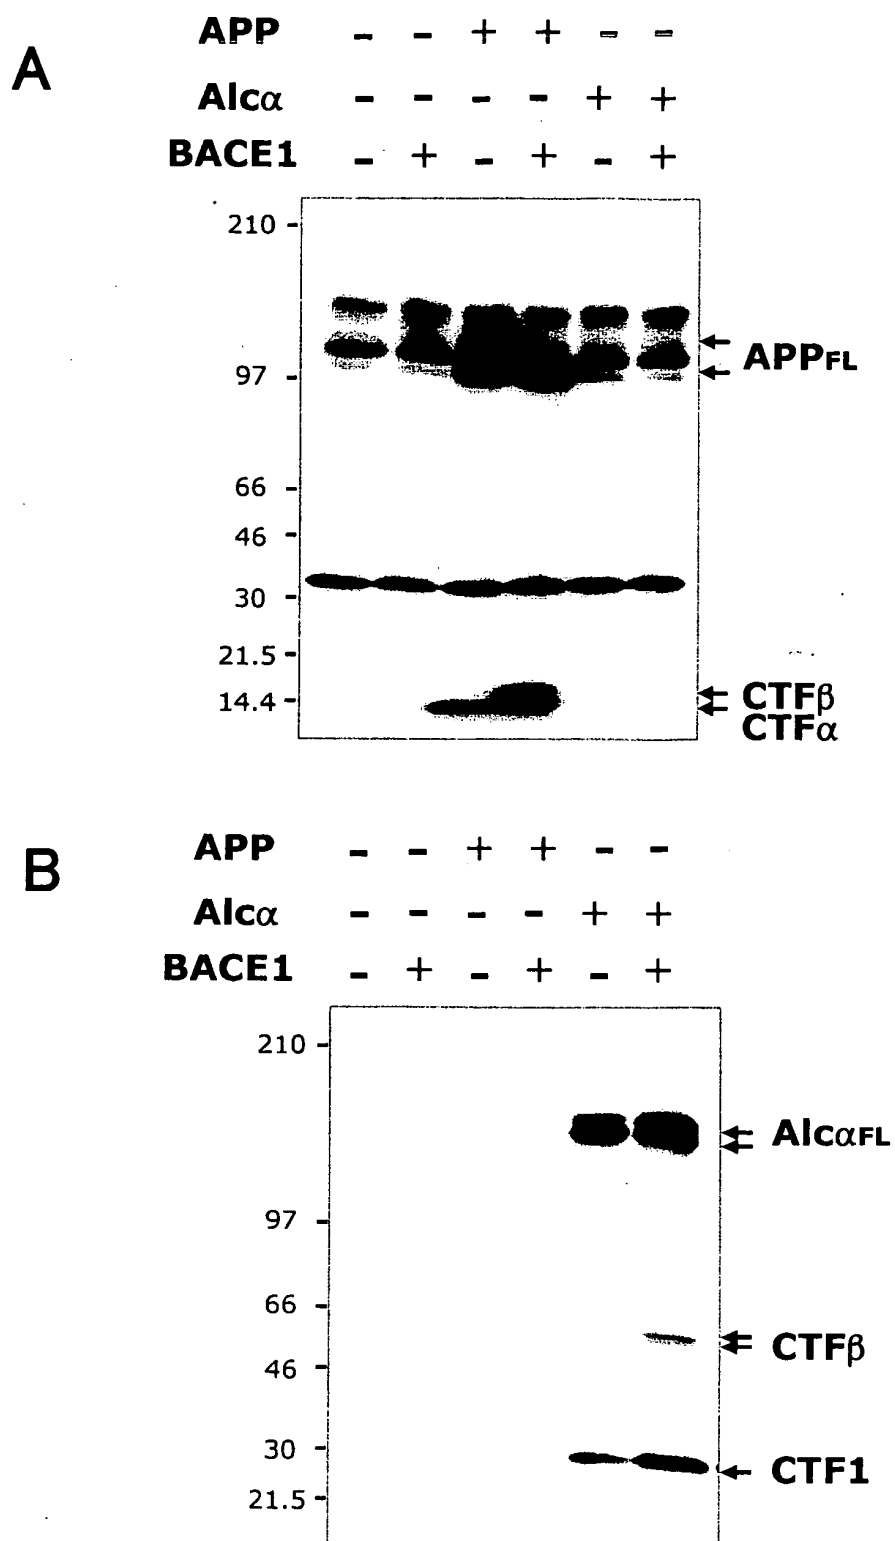 A
APP - - + + - -
Alcα - - - - + +
BACE1 - + - + - +
210
97
66
46
30
21.5
14.4
APPFL
CTFβ
CTFα
B
APP - - + + - -
Alcα - - - - + +
BACE1 - + - + - +
210
97
66
46
30
21.5
AlcαFL
CTFβ
CTF1